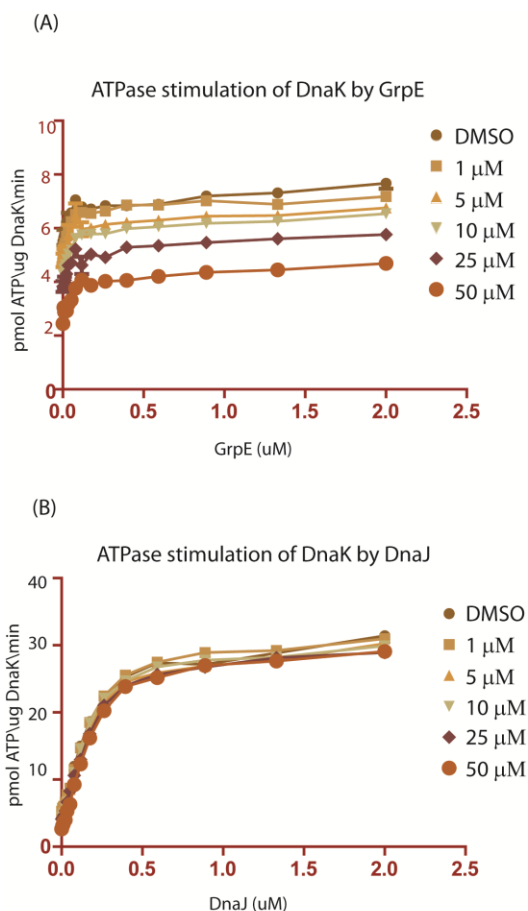 (A)
ATPase stimulation of DnaK by GrpE
pmol ATP\ug DnaK\min
10
8
6
4
2
0
0.0 0.5 1.0 1.5 2.0 2.5
GrpE (uM)
DMSO
1 μM
5 μM
10 μM
25 μM
50 μM
(B)
ATPase stimulation of DnaK by DnaJ
pmol ATP\ug DnaK\min
40
30
20
10
0
0.0 0.5 1.0 1.5 2.0 2.5
DnaJ (uM)
DMSO
1 μM
5 μM
10 μM
25 μM
50 μM